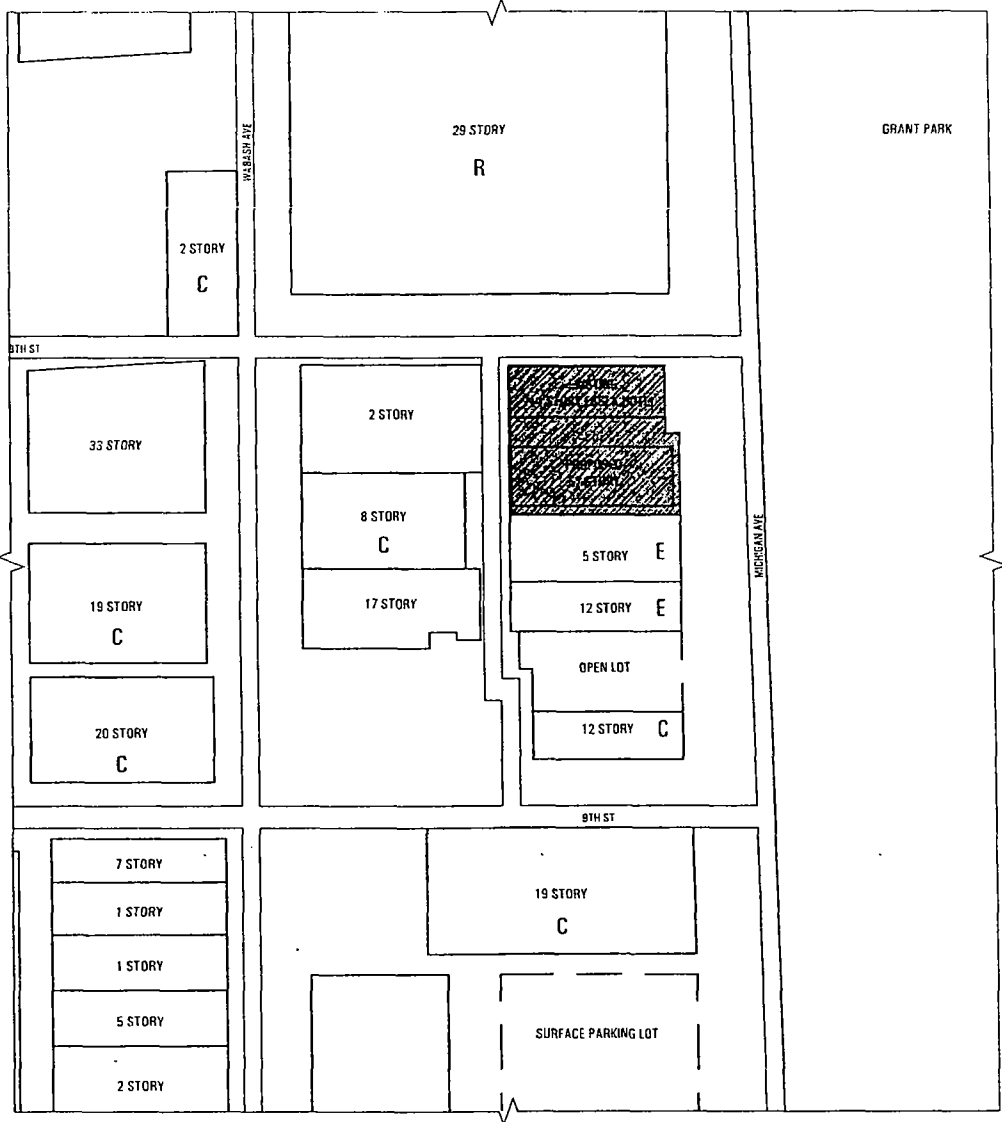 29 STORY
R
GRANT PARK
WABASH AVE
2 STORY
C
8TH ST
33 STORY
2 STORY
8 STORY
C
17 STORY
19 STORY
C
20 STORY
C
EXISTING
PROPOSED
5 STORY E
12 STORY E
OPEN LOT
12 STORY C
MICHIGAN AVE
9TH ST
7 STORY
1 STORY
1 STORY
5 STORY
2 STORY
19 STORY
C
SURFACE PARKING LOT